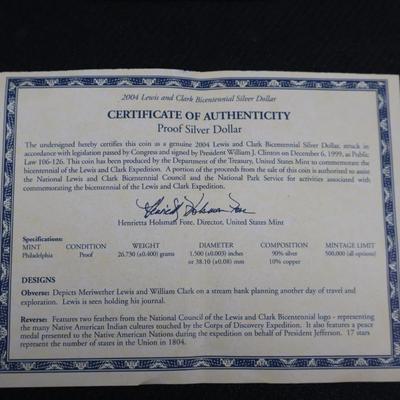 2004 Lewis and Clark Bicentennial Silver Dollar
CERTIFICATE OF AUTHENTICITY
Proof Silver Dollar
The undersigned hereby certifies this coin as a genuine 2004 Lewis and Clark Bicentennial Silver Dollar, struck in
accordance with legislation passed by Congress and signed by President William J. Clinton on December 6, 1999, as Public
Law 106-126. This coin has been produced by the Department of the Treasury, United States Mint to commemorate the
bicentennial of the Lewis and Clark Expedition. A portion of the proceeds from the sale of this coin is authorized to assist
the National Lewis and Clark Bicentennial Council and the National Park Service for activities associated with
commemorating the bicentennial of the Lewis and Clark Expedition.
Henrietta Holsman Fore
Henrietta Holsman Fore, Director, United States Mint
Specifications:
MINT CONDITION WEIGHT DIAMETER COMPOSITION MINTAGE LIMIT
Philadelphia Proof 26.730 (±0.400) grams 1.500 (±0.003) inches 90% silver 500,000 (all options)
or 38.10 (±0.08) mm 10% copper
DESIGNS
Obverse: Depicts Meriwether Lewis and William Clark on a stream bank planning another day of travel and
exploration. Lewis is seen holding his journal.
Reverse: Features two feathers from the National Council of the Lewis and Clark Bicentennial logo - representing
the many Native American Indian cultures touched by the Corps of Discovery Expedition. It also features a peace
medal presented to the Native American Nations during the expedition on behalf of President Jefferson. 17 stars
represent the number of states in the Union in 1804.